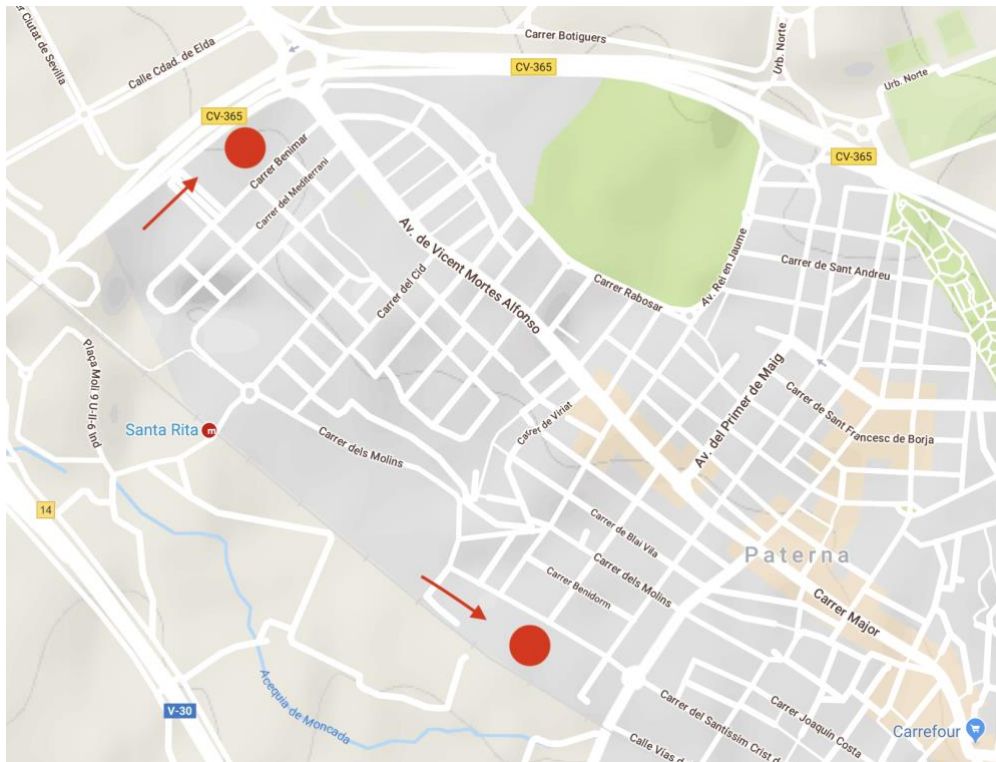 er Ciutat de Sevilla
Calle Cdad. de Elda
Carrer Botiguers
Urb. Norte
Urb. Norte
CV-365
CV-365
CV-365
Carrer Benimar
Carrer del Mediterrani
Av. de Vicent Mortes Alfonso
Carrer del Cid
Carrer Rabosar
Av. Rei en Jaume
Carrer de Sant Andreu
Plaça Moli 9 U-II-6 Ind
Av. del Primer de Maig
Carrer de Sant Francesc de Borja
Santa Rita
m
Carrer de Viriat
Carrer dels Molins
14
Carrer de Blai Vila
Carrer dels Molins
Paterna
Carrer Benidorm
Carrer Major
V-30
Acequia de Moncada
Carrer del Santíssim Crist d
Carrer Joaquín Costa
Calle Vías d
Carrefour